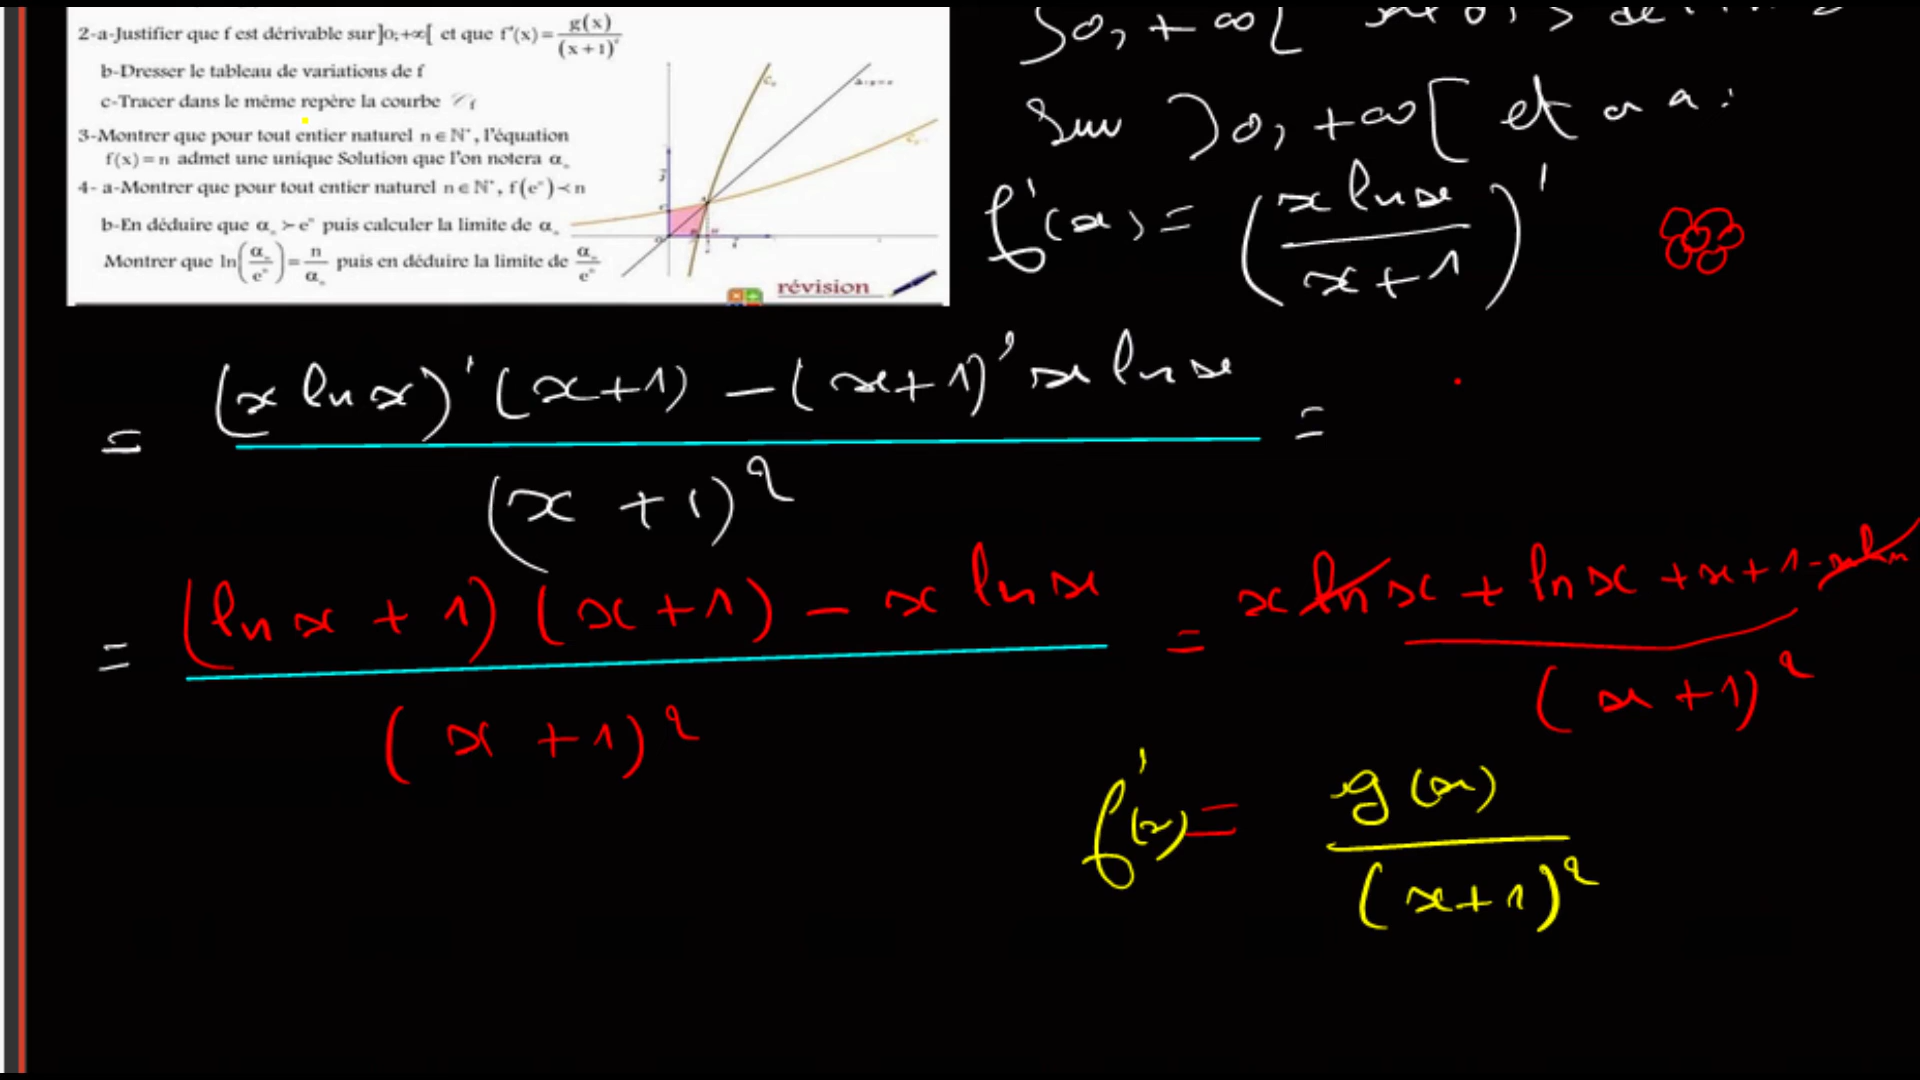 2-a-Justifier que f est dérivable sur ]0;+∞[ et que f'(x) = g(x) / (x+1)²
b-Dresser le tableau de variations de f
c-Tracer dans le même repère la courbe 𝒞f
3-Montrer que pour tout entier naturel n ∈ ℕ*, l'équation
f(x) = n admet une unique Solution que l'on notera αn
4- a-Montrer que pour tout entier naturel n ∈ ℕ*, f(eⁿ) ≺ n
b-En déduire que αn ≻ eⁿ puis calculer la limite de αn
Montrer que ln(αn / eⁿ) = n / αn puis en déduire la limite de αn / eⁿ
révision
]0, +∞[
Sur ]0, +∞[ et on a :
f'(x) = (x ln x / x+1)'
= (x ln x)' (x+1) - (x+1)' x ln x / (x+1)² =
= (ln x + 1) (x+1) - x ln x / (x+1)² = x ln x + ln x + x + 1 - x ln / (x+1)²
f'(x) = g(x) / (x+1)²